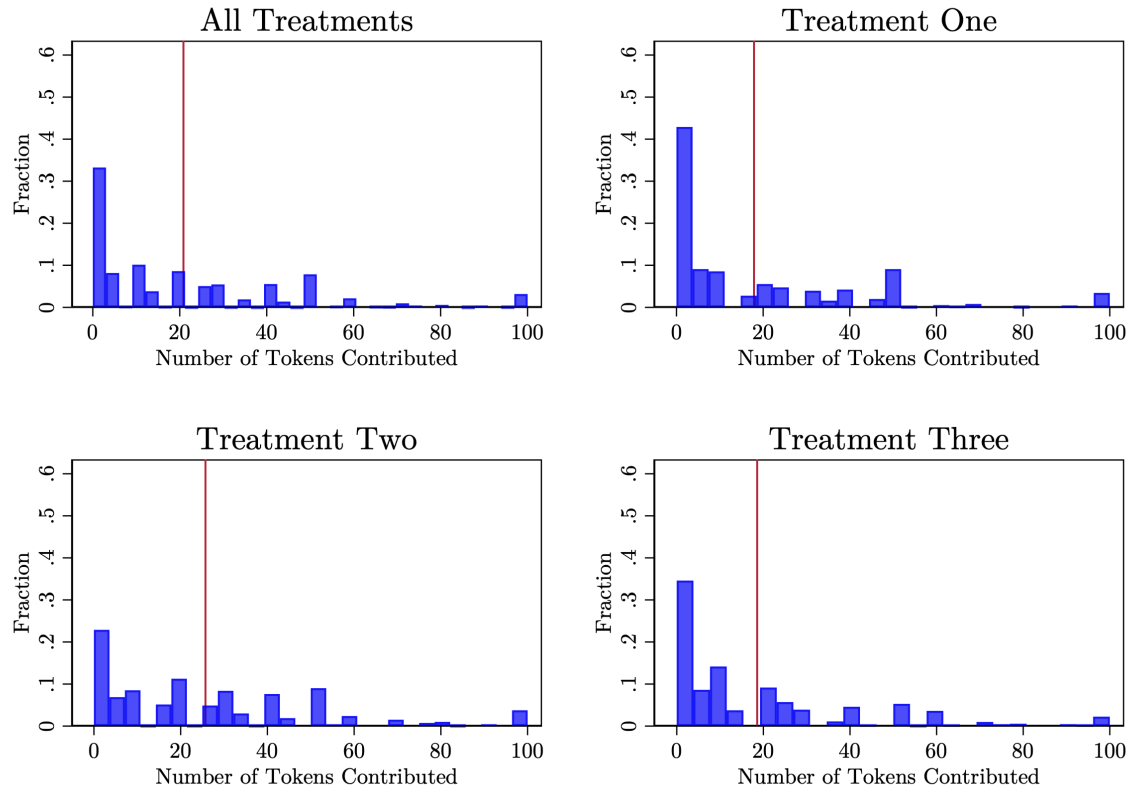 All Treatments
Fraction
.6
.5
.4
.3
.2
.1
0
0 20 40 60 80 100
Number of Tokens Contributed
Treatment One
Fraction
.6
.5
.4
.3
.2
.1
0
0 20 40 60 80 100
Number of Tokens Contributed
Treatment Two
Fraction
.6
.5
.4
.3
.2
.1
0
0 20 40 60 80 100
Number of Tokens Contributed
Treatment Three
Fraction
.6
.5
.4
.3
.2
.1
0
0 20 40 60 80 100
Number of Tokens Contributed